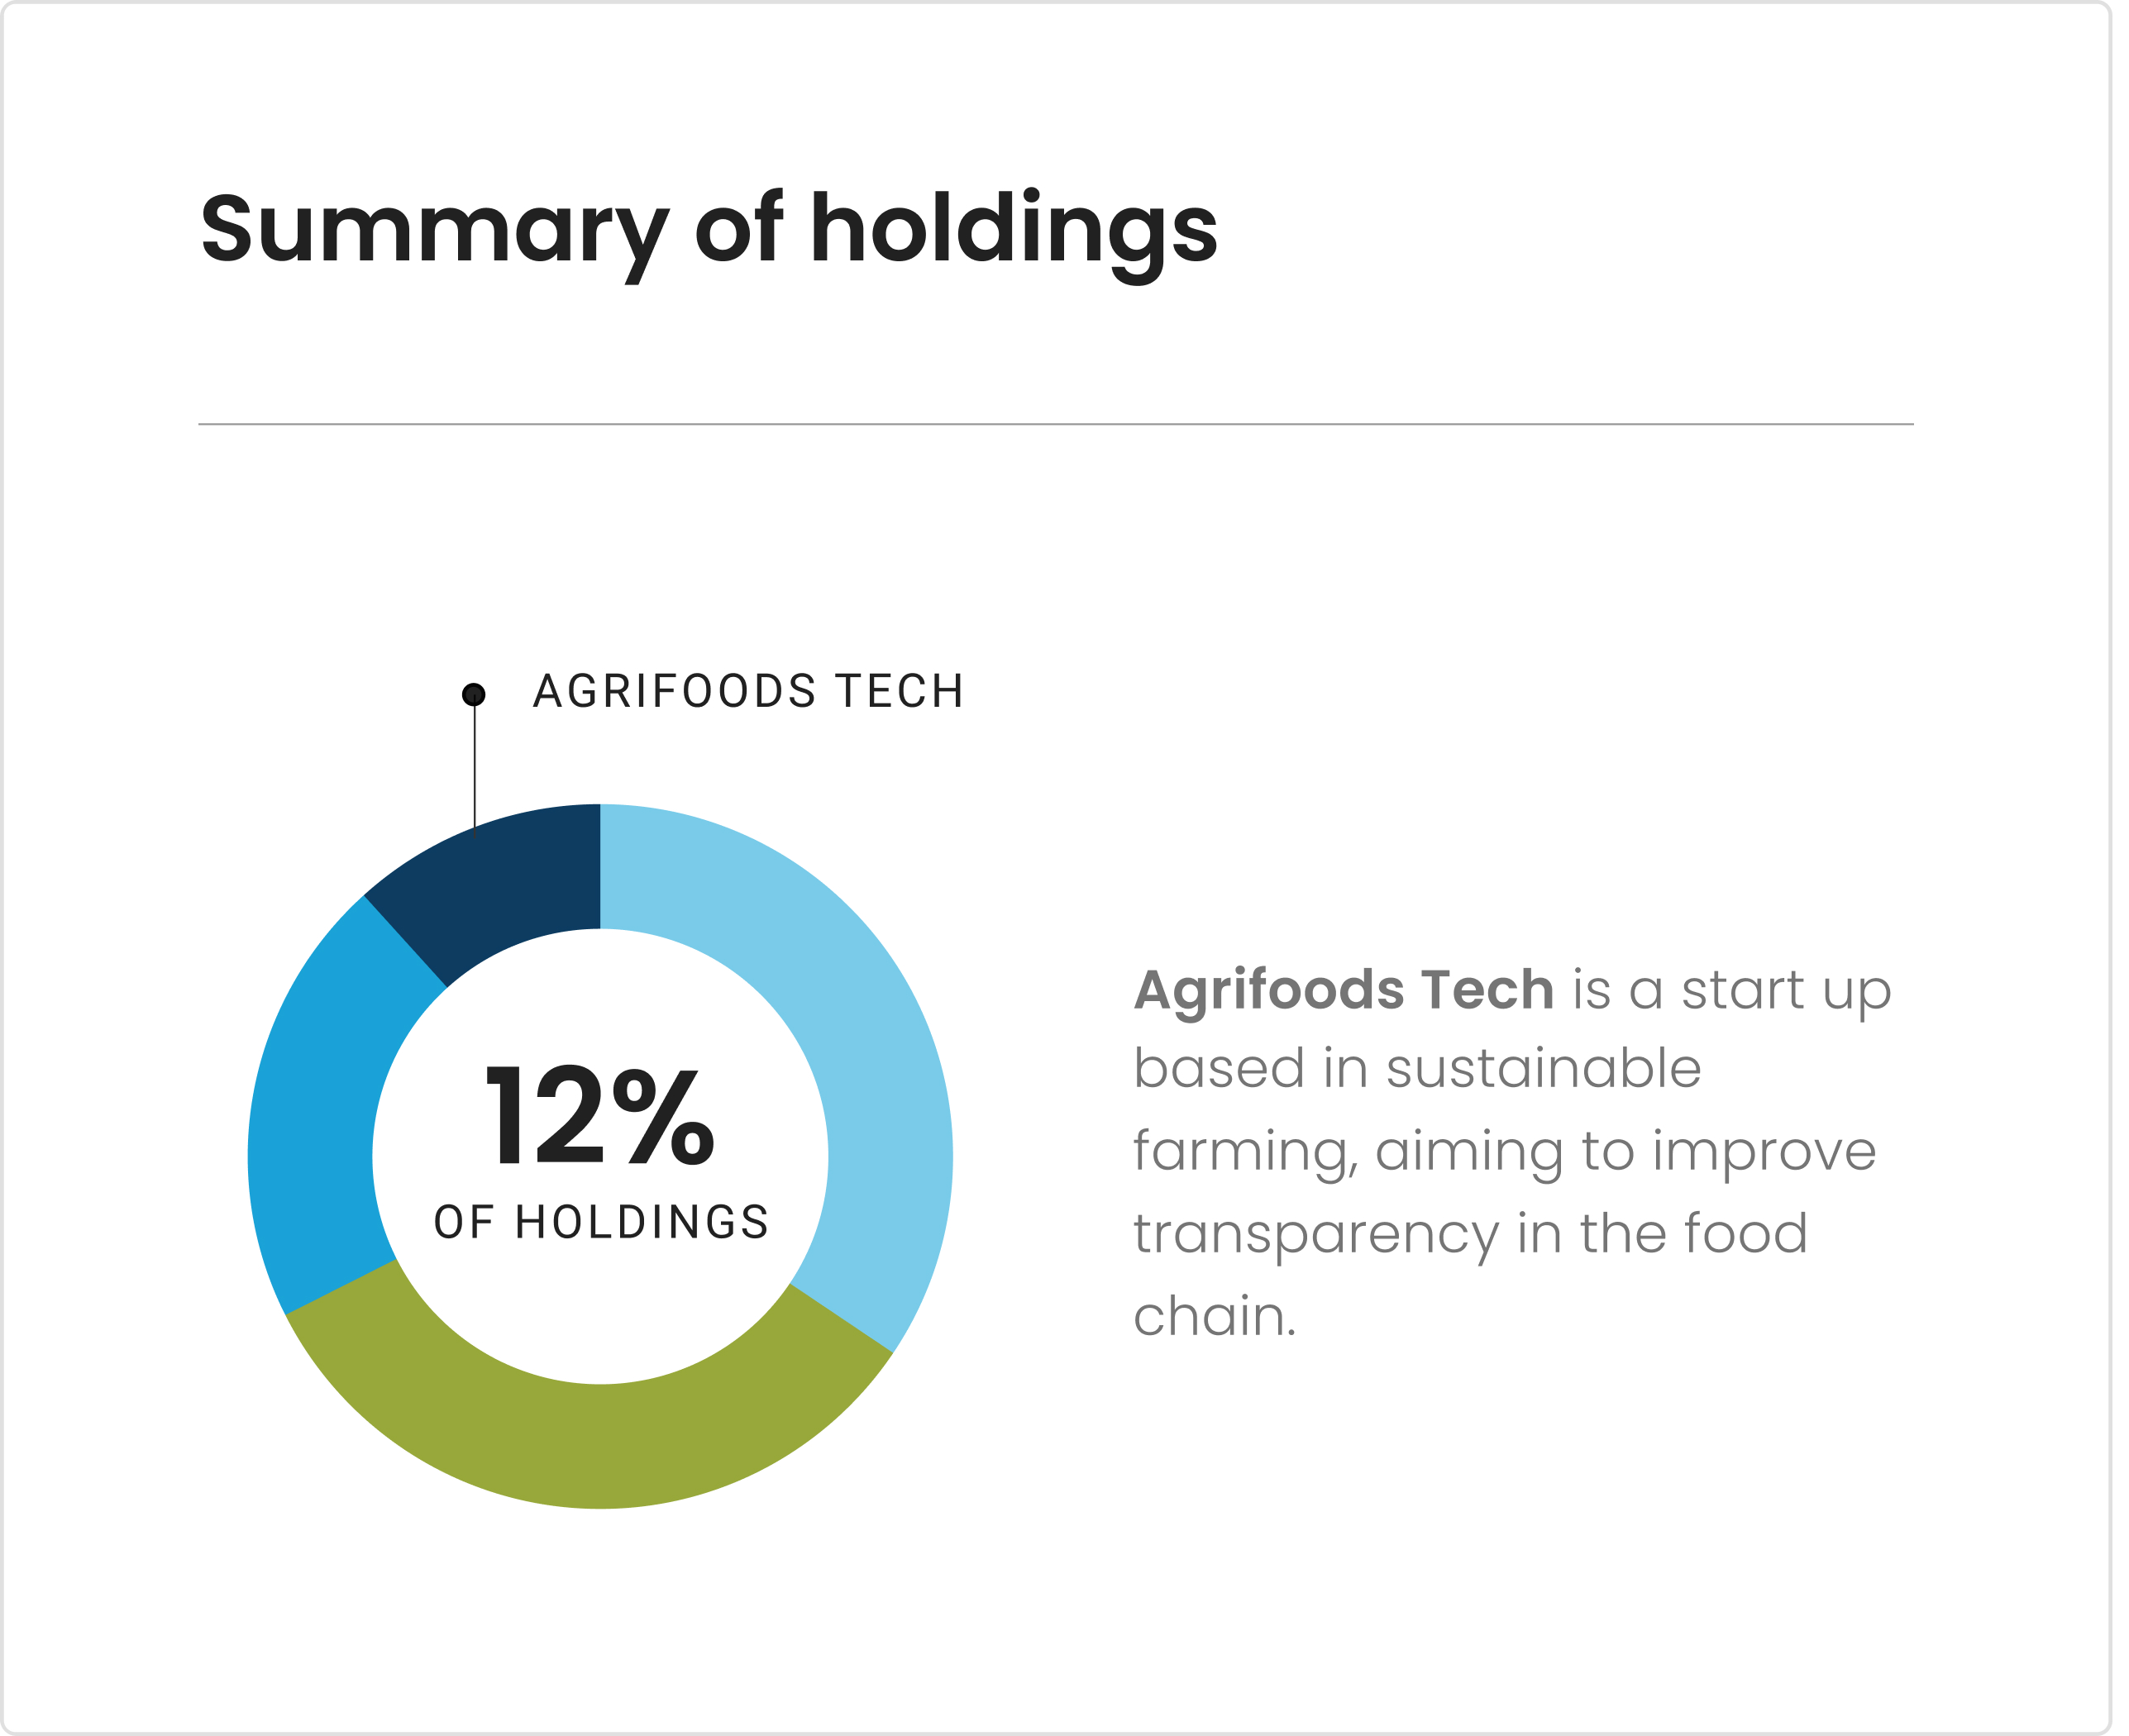 Summary of holdings
AGRIFOODS TECH
12%
OF HOLDINGS
Agrifoods Tech is a start up
based in sustainable
farming, aiming to improve
transparency in the food
chain.